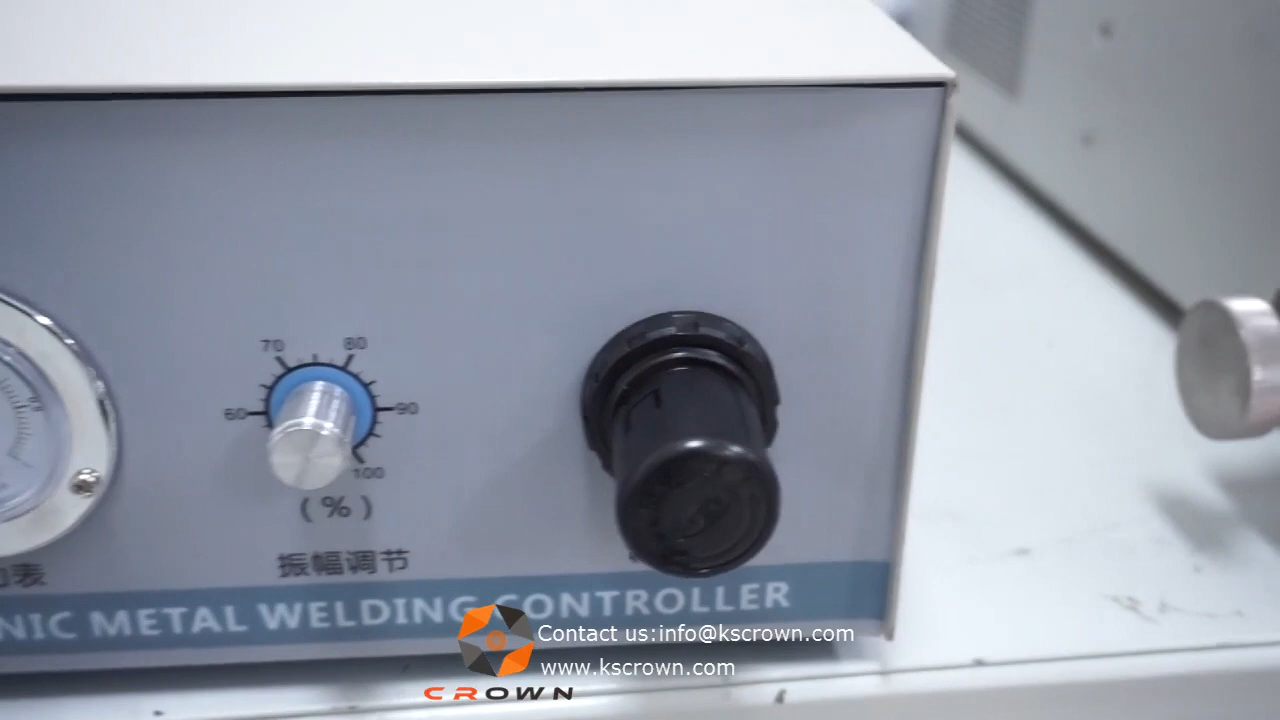 70 80
60 90
100
(%)
振幅调节
表
NIC METAL WELDING CONTROLLER
Contact us:info@kscrown.com
www.kscrown.com
CROWN